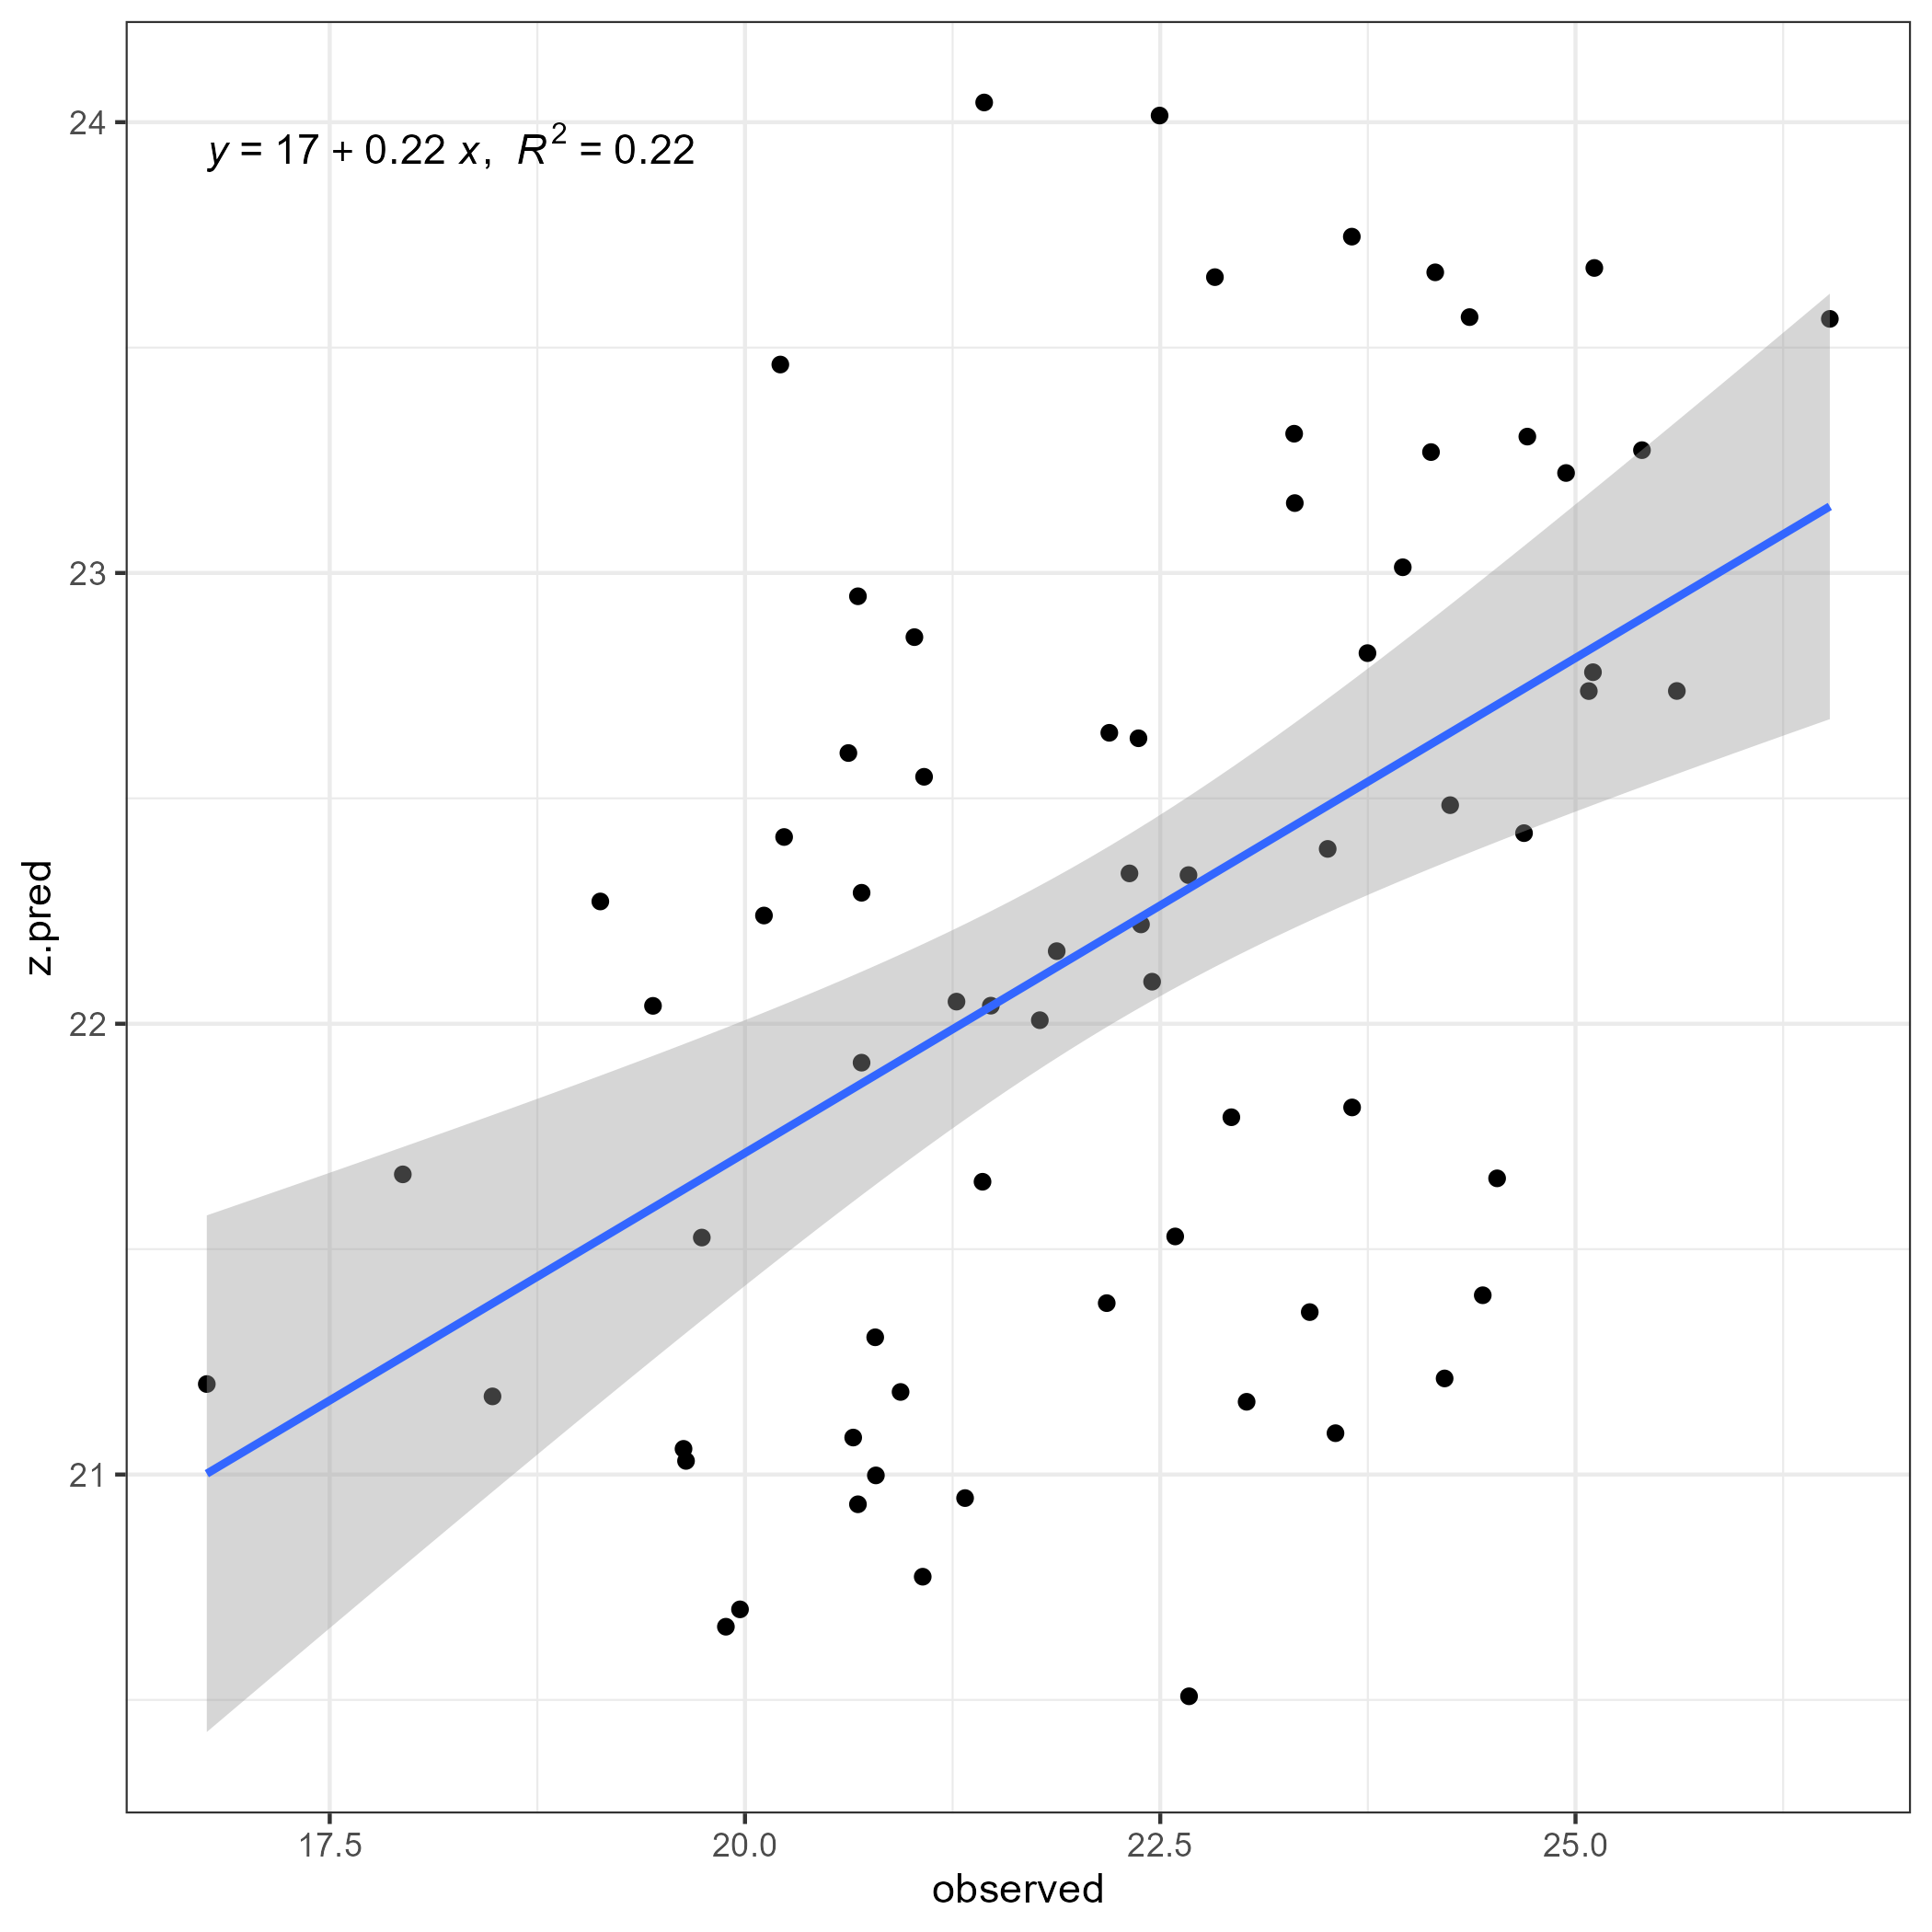 y = 17 + 0.22 x, R² = 0.22
24
23
22
21
z.pred
17.5 20.0 22.5 25.0
observed